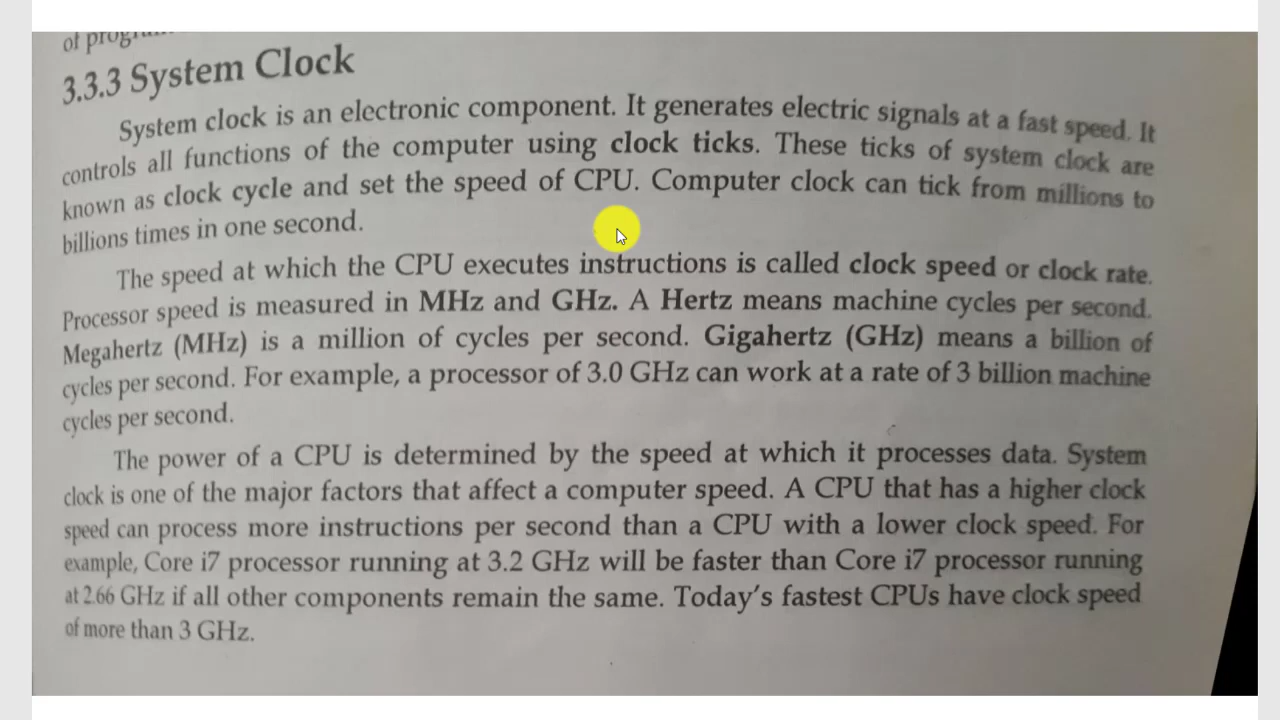 of program
3.3.3 System Clock
System clock is an electronic component. It generates electric signals at a fast speed. It
controls all functions of the computer using clock ticks. These ticks of system clock are
known as clock cycle and set the speed of CPU. Computer clock can tick from millions to
billions times in one second.
The speed at which the CPU executes instructions is called clock speed or clock rate.
Processor speed is measured in MHz and GHz. A Hertz means machine cycles per second.
Megahertz (MHz) is a million of cycles per second. Gigahertz (GHz) means a billion of
cycles per second. For example, a processor of 3.0 GHz can work at a rate of 3 billion machine
cycles per second.
The power of a CPU is determined by the speed at which it processes data. System
clock is one of the major factors that affect a computer speed. A CPU that has a higher clock
speed can process more instructions per second than a CPU with a lower clock speed. For
example, Core i7 processor running at 3.2 GHz will be faster than Core i7 processor running
at 2.66 GHz if all other components remain the same. Today's fastest CPUs have clock speed
of more than 3 GHz.